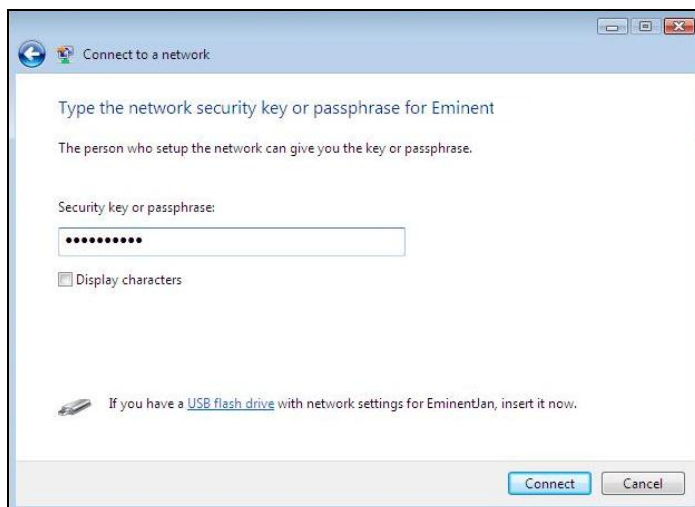 Connect to a network
Type the network security key or passphrase for Eminent
The person who setup the network can give you the key or passphrase.
Security key or passphrase:
••••••••••
Display characters
If you have a USB flash drive with network settings for EminentJan, insert it now.
Connect Cancel